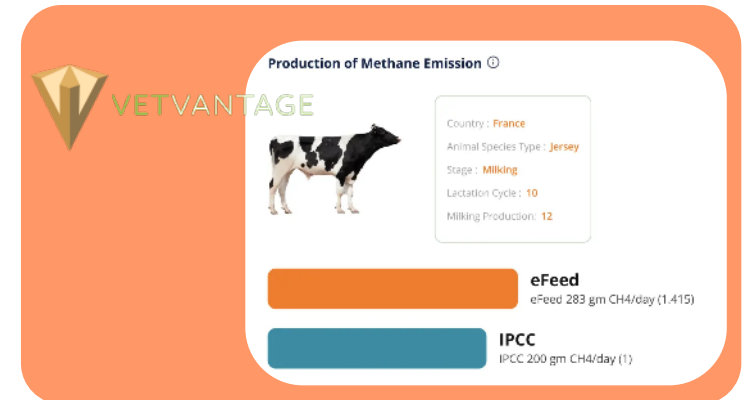 Production of Methane Emission ⓘ
VETVANTAGE
Country : France
Animal Species Type : Jersey
Stage : Milking
Lactation Cycle : 10
Milking Production: 12
eFeed
eFeed 283 gm CH4/day (1.415)
IPCC
IPCC 200 gm CH4/day (1)